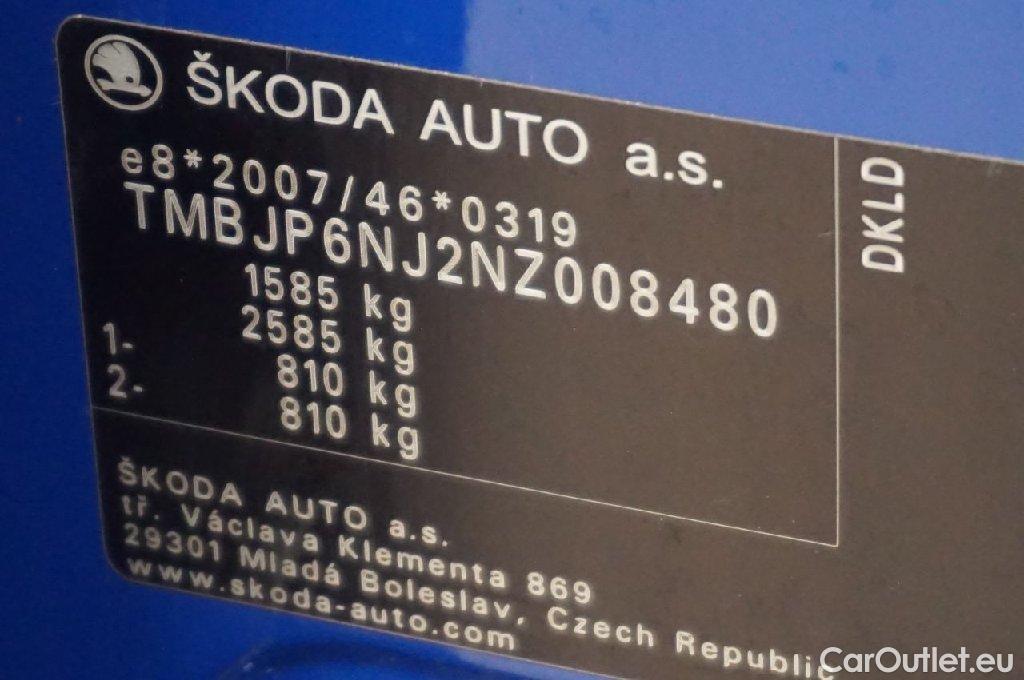 ŠKODA AUTO a.s.
e8*2007/46*0319
TMBJP6NJ2NZ008480
1585 kg
2585 kg
1- 810 kg
2- 810 kg
DKLD
ŠKODA AUTO a.s.
tř. Václava Klementa 869
29301 Mladá Boleslav, Czech Republic
www.skoda-auto.com
CarOutlet.eu